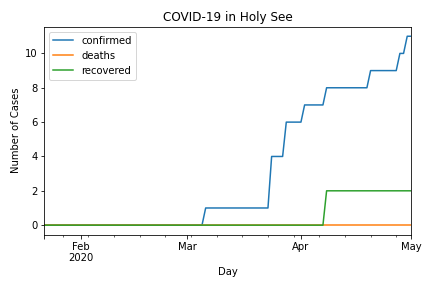 COVID-19 in Holy See
confirmed
deaths
recovered
Number of Cases
10
8
6
4
2
0
Feb
2020
Mar
Apr
May
Day